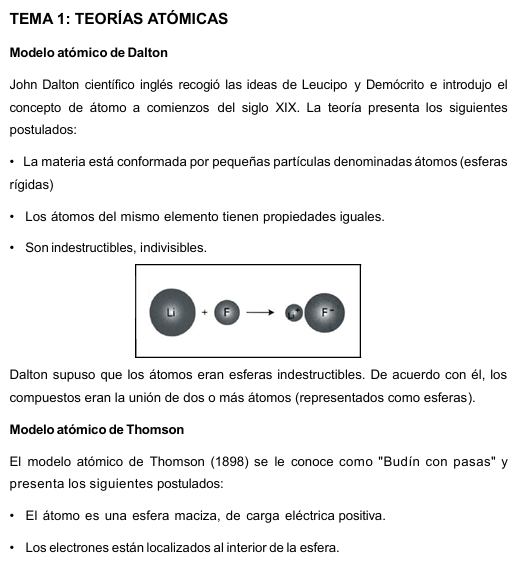 TEMA 1: TEORÍAS ATÓMICAS
Modelo atómico de Dalton
John Dalton científico inglés recogió las ideas de Leucipo y Demócrito e introdujo el
concepto de átomo a comienzos del siglo XIX. La teoría presenta los siguientes
postulados:
• La materia está conformada por pequeñas partículas denominadas átomos (esferas
rígidas)
• Los átomos del mismo elemento tienen propiedades iguales.
• Son indestructibles, indivisibles.
Li + F → Li⁺ F⁻
Dalton supuso que los átomos eran esferas indestructibles. De acuerdo con él, los
compuestos eran la unión de dos o más átomos (representados como esferas).
Modelo atómico de Thomson
El modelo atómico de Thomson (1898) se le conoce como "Budín con pasas" y
presenta los siguientes postulados:
• El átomo es una esfera maciza, de carga eléctrica positiva.
• Los electrones están localizados al interior de la esfera.